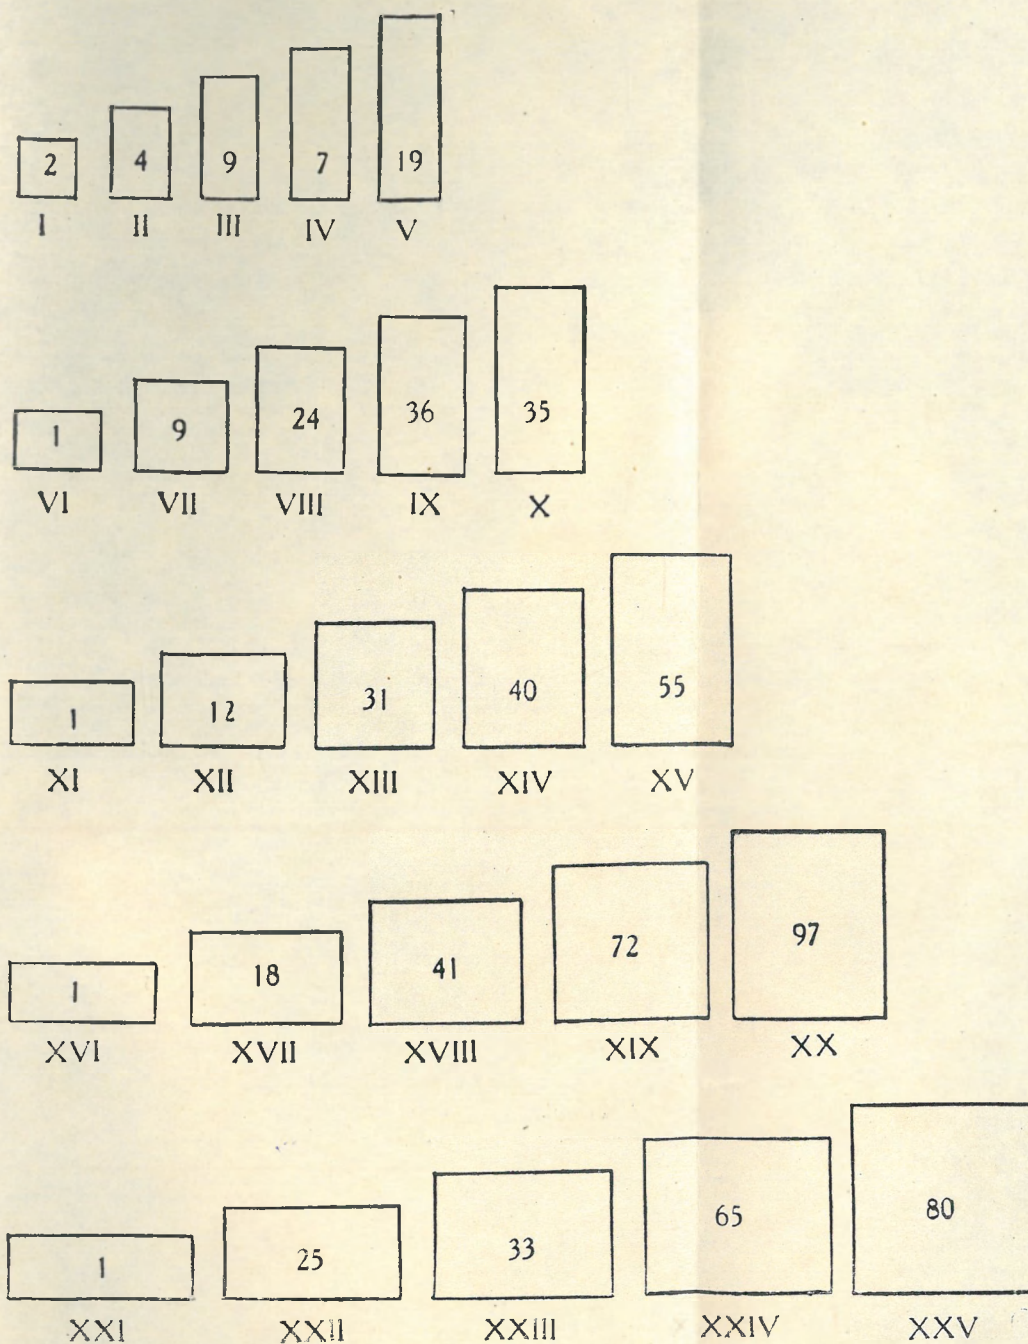 2 4 9 7 19
I II III IV V
1 9 24 36 35
VI VII VIII IX X
1 12 31 40 55
XI XII XIII XIV XV
1 18 41 72 97
XVI XVII XVIII XIX XX
1 25 33 65 80
XXI XXII XXIII XXIV XXV